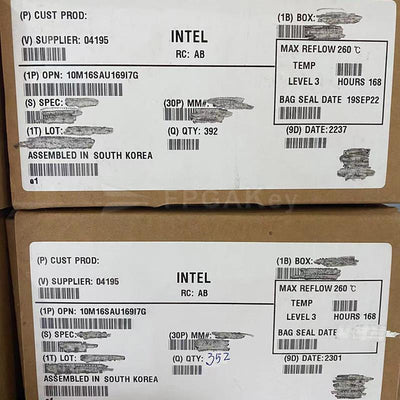 (P) CUST PROD:
(1B) BOX:
(V) SUPPLIER: 04195
INTEL
RC: AB
MAX REFLOW 260 ℃
TEMP
LEVEL 3 HOURS 168
BAG SEAL DATE 19SEP22
(1P) OPN: 10M16SAU169I7G
(S) SPEC:
(30P) MM#:
(1T) LOT:
(Q) QTY: 392
(9D) DATE: 2237
ASSEMBLED IN SOUTH KOREA
e1
FPGAKey
(P) CUST PROD:
(1B) BOX:
(V) SUPPLIER: 04195
INTEL
RC: AB
MAX REFLOW 260 ℃
TEMP
LEVEL 3 HOURS 168
BAG SEAL DATE
(1P) OPN: 10M16SAU169I7G
(S) SPEC:
(30P) MM#:
(1T) LOT:
(Q) QTY: 352
(9D) DATE: 2301
ASSEMBLED IN SOUTH KOREA
e1